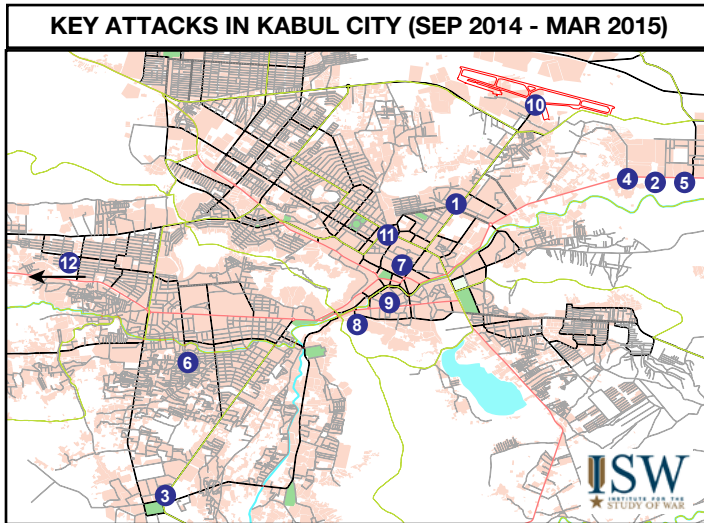 KEY ATTACKS IN KABUL CITY (SEP 2014 - MAR 2015)
10
4 2 5
1
11
12
7
9
8
6
3
ISW
INSTITUTE FOR THE
STUDY OF WAR